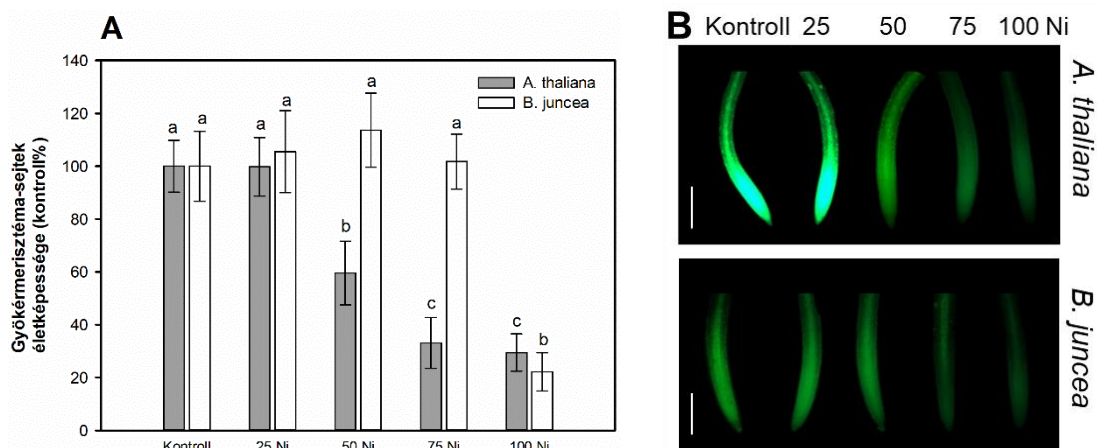 A
Gyökérmerisztéma-sejtek
életképessége (kontroll%)
140
120
100
80
60
40
20
0
A. thaliana
B. juncea
a
a
a
a
b
a
c
a
c
b
Kontroll
25 Ni
50 Ni
75 Ni
100 Ni
B
Kontroll 25 50 75 100 Ni
A. thaliana
B. juncea